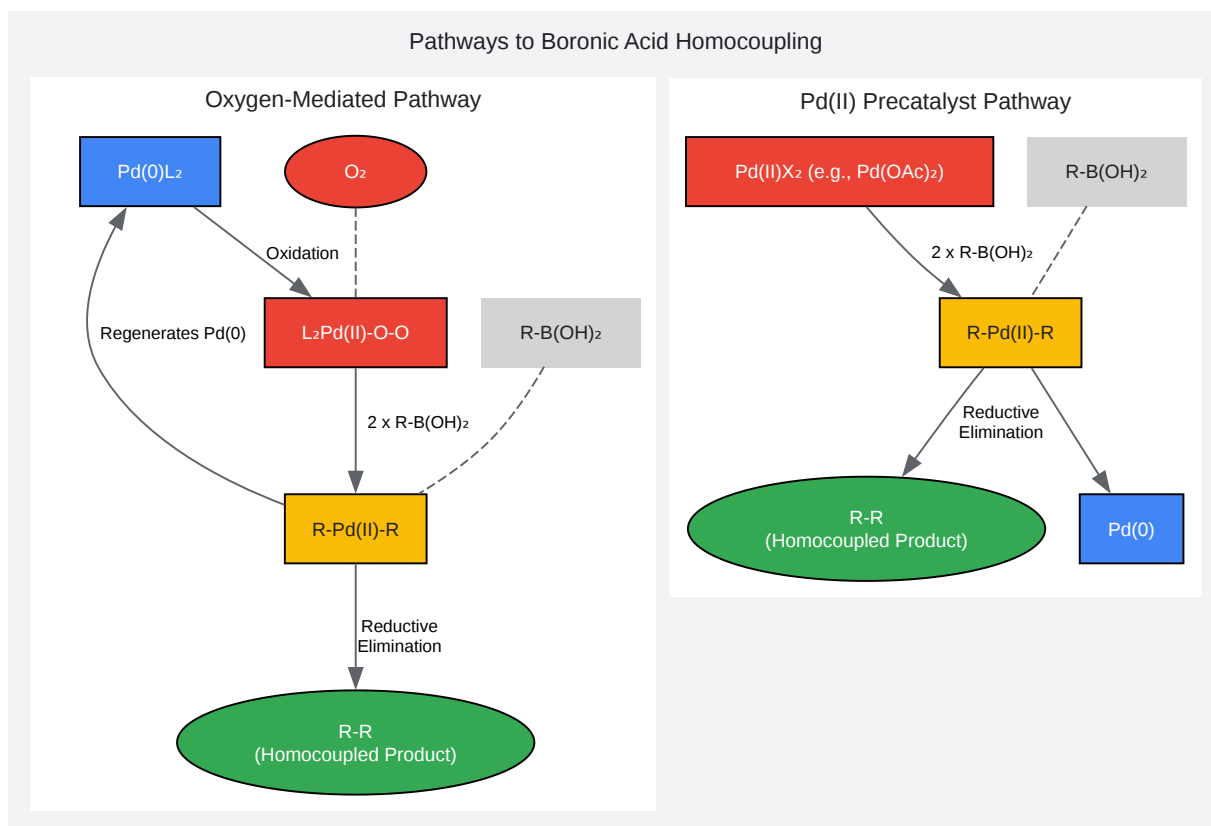 Pathways to Boronic Acid Homocoupling
Oxygen-Mediated Pathway
Pd(0)L₂
O₂
Oxidation
Regenerates Pd(0)
L₂Pd(II)-O-O
R-B(OH)₂
2 x R-B(OH)₂
R-Pd(II)-R
Reductive
Elimination
R-R
(Homocoupled Product)
Pd(II) Precatalyst Pathway
Pd(II)X₂ (e.g., Pd(OAc)₂)
R-B(OH)₂
2 x R-B(OH)₂
R-Pd(II)-R
Reductive
Elimination
R-R
(Homocoupled Product)
Pd(0)